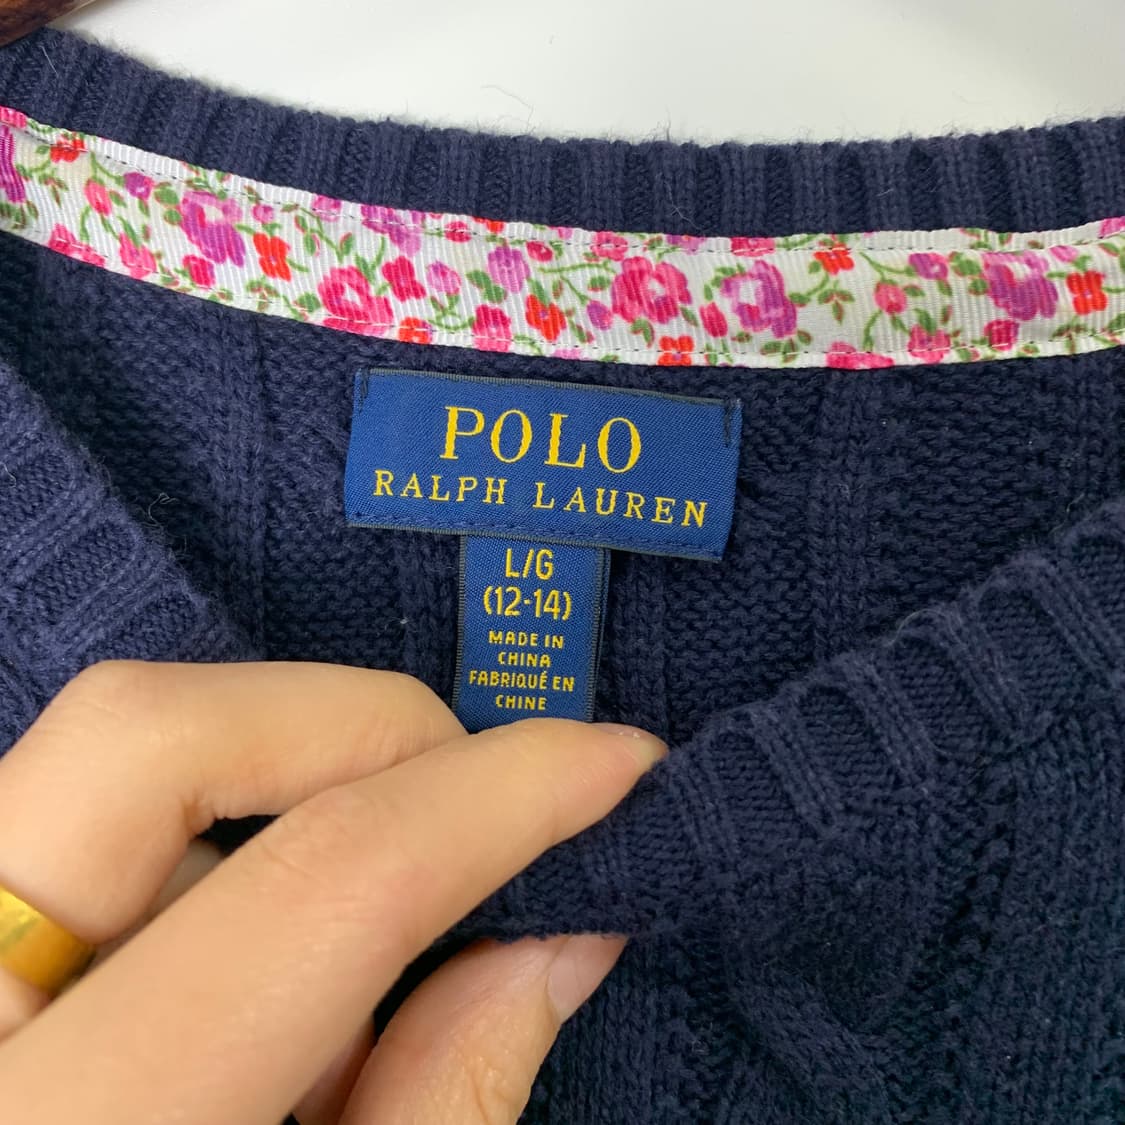 POLO
RALPH LAUREN
L/G
(12-14)
MADE IN
CHINA
FABRIQUÉ EN
CHINE